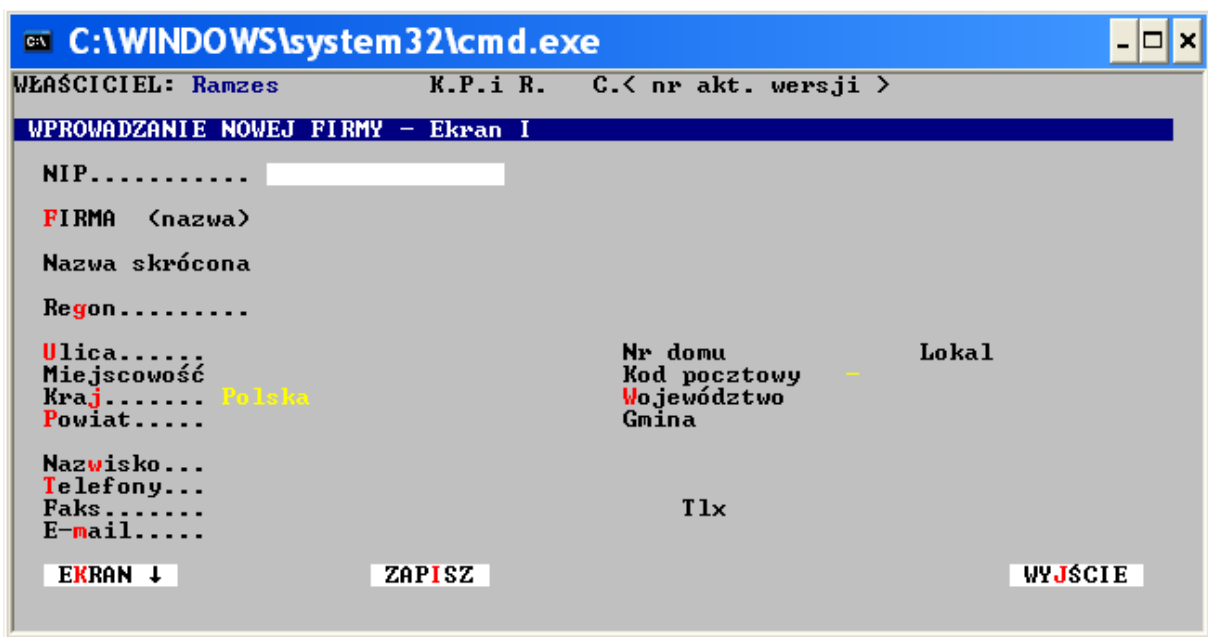 C:\WINDOWS\system32\cmd.exe
WŁAŚCICIEL: Ramzes K.P.i R. C.< nr akt. wersji >
WPROWADZANIE NOWEJ FIRMY - Ekran I
NIP...........
FIRMA <nazwa>
Nazwa skrócona
Regon.........
Ulica...... Nr domu Lokal
Miejscowość Kod pocztowy -
Kraj....... Polska Województwo
Powiat..... Gmina
Nazwisko...
Telefony...
Faks....... Tlx
E-mail.....
EKRAN ↓ ZAPISZ WYJŚCIE